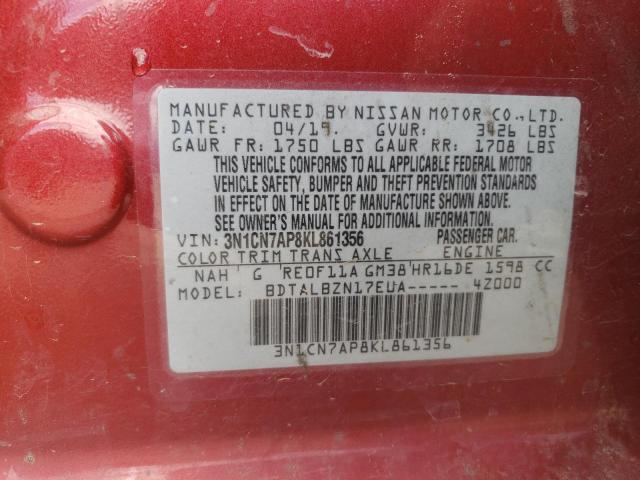 MANUFACTURED BY NISSAN MOTOR CO.,LTD.
DATE: 04/19. GVWR: 3426 LBS
GAWR FR: 1750 LBS GAWR RR: 1708 LBS
THIS VEHICLE CONFORMS TO ALL APPLICABLE FEDERAL MOTOR
VEHICLE SAFETY, BUMPER AND THEFT PREVENTION STANDARDS
IN EFFECT ON THE DATE OF MANUFACTURE SHOWN ABOVE.
SEE OWNER'S MANUAL FOR ADDITIONAL INFORMATION.
VIN: 3N1CN7AP8KL861356 PASSENGER CAR.
COLOR TRIM TRANS AXLE ENGINE
NAH G RE0F11A GM38 HR16DE 1598 CC
MODEL: BDTALBZN17EUA----- 4Z000
3N1CN7AP8KL861356